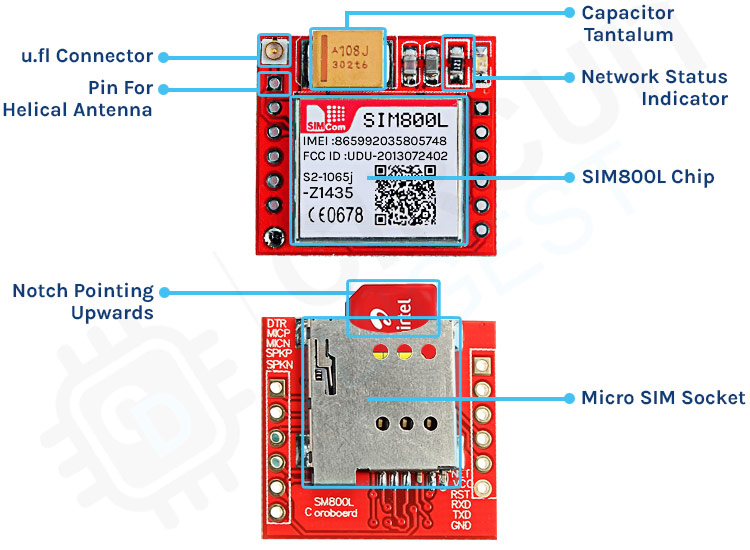 Capacitor
Tantalum
u.fl Connector
Pin For
Helical Antenna
Network Status
Indicator
A108J
302t6
SIMCom
SIM800L
IMEI :865992035805748
FCC ID :UDU-2013072402
S2-1065j
-Z1435
CE0678
SIM800L Chip
Notch Pointing
Upwards
DTR
MICP
MICN
SPKP
SPKN
Micro SIM Socket
NET
VCC
RST
RXD
TXD
GND
SM800L
Coroboard